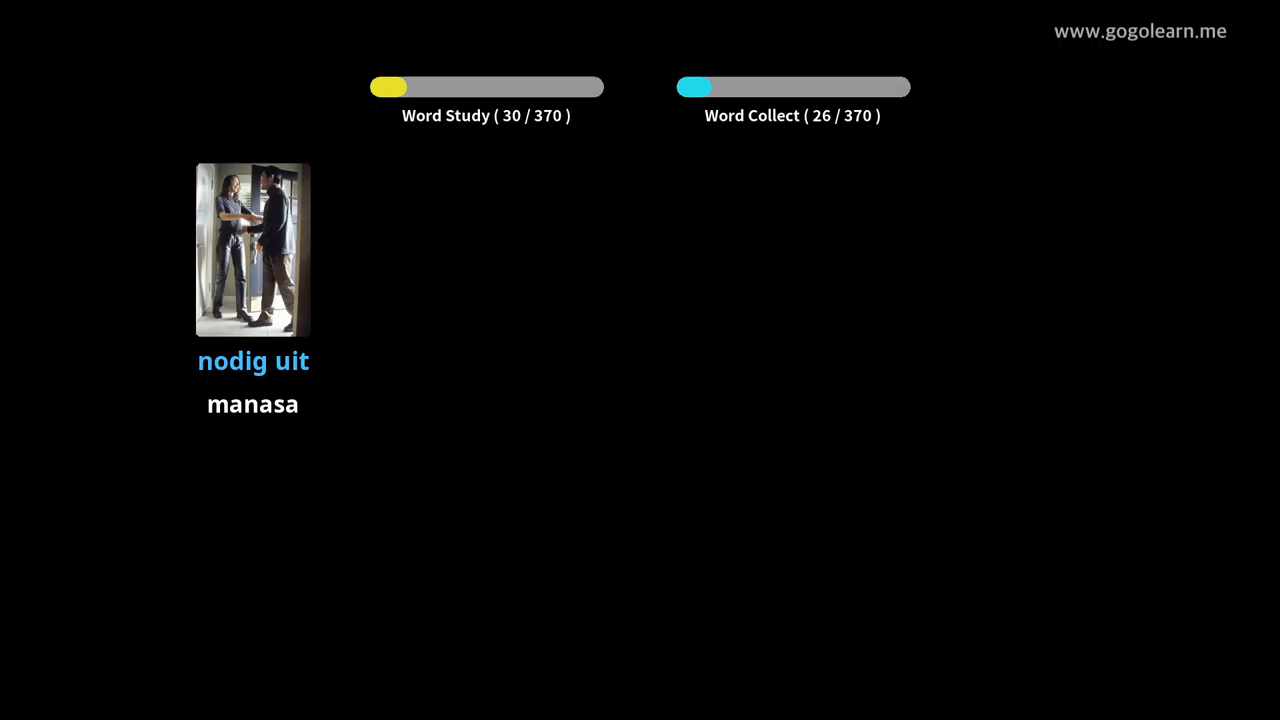 www.gogolearn.me
Word Study ( 30 / 370 )
Word Collect ( 26 / 370 )
nodig uit
manasa